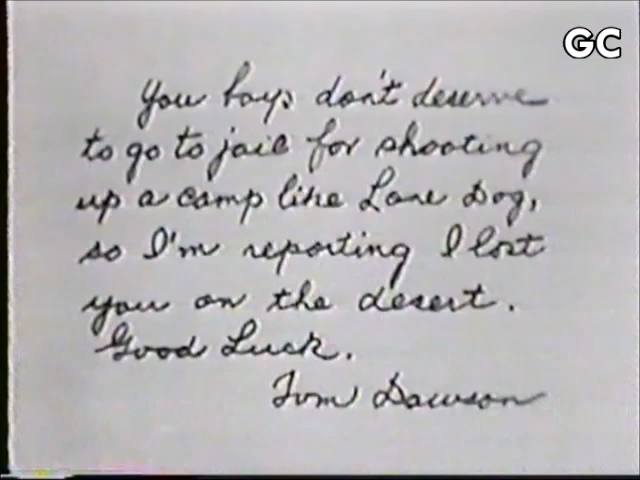 GC
You boys don't deserve
to go to jail for shooting
up a camp like Lone Dog,
so I'm reporting I lost
you on the desert.
Good Luck.
Tom Dawson